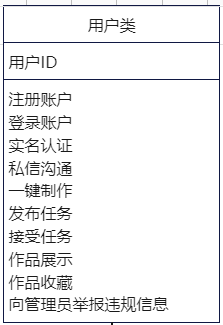 用户类
用户ID
注册账户
登录账户
实名认证
私信沟通
一键制作
发布任务
接受任务
作品展示
作品收藏
向管理员举报违规信息